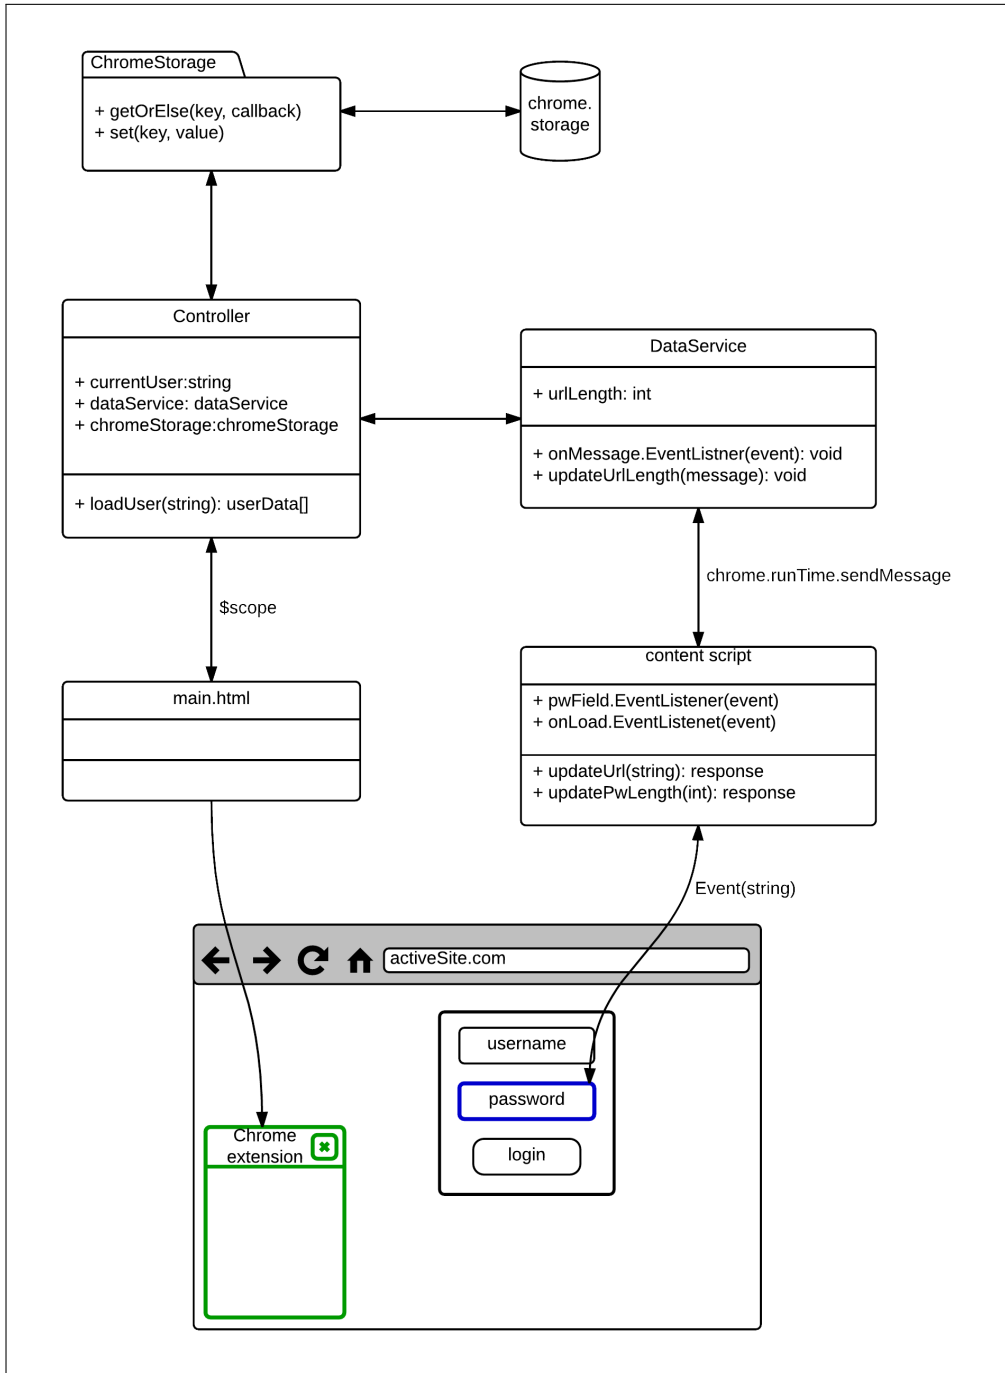 ChromeStorage
+ getOrElse(key, callback)
+ set(key, value)
chrome.
storage
Controller
+ currentUser:string
+ dataService: dataService
+ chromeStorage:chromeStorage
+ loadUser(string): userData[]
DataService
+ urlLength: int
+ onMessage.EventListner(event): void
+ updateUrlLength(message): void
chrome.runTime.sendMessage
$scope
main.html
content script
+ pwField.EventListener(event)
+ onLoad.EventListenet(event)
+ updateUrl(string): response
+ updatePwLength(int): response
Event(string)
activeSite.com
username
password
login
Chrome
extension